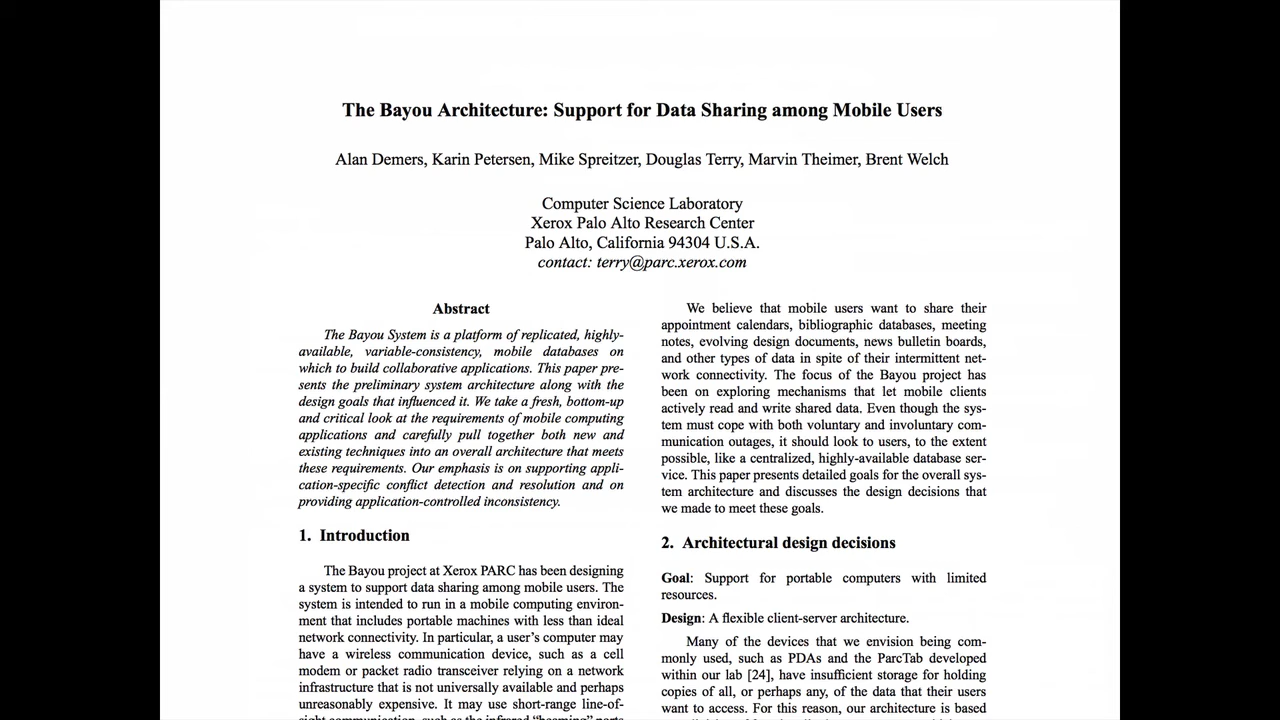 The Bayou Architecture: Support for Data Sharing among Mobile Users
Alan Demers, Karin Petersen, Mike Spreitzer, Douglas Terry, Marvin Theimer, Brent Welch
Computer Science Laboratory
Xerox Palo Alto Research Center
Palo Alto, California 94304 U.S.A.
contact: terry@parc.xerox.com
Abstract
The Bayou System is a platform of replicated, highly-
available, variable-consistency, mobile databases on
which to build collaborative applications. This paper pre-
sents the preliminary system architecture along with the
design goals that influenced it. We take a fresh, bottom-up
and critical look at the requirements of mobile computing
applications and carefully pull together both new and
existing techniques into an overall architecture that meets
these requirements. Our emphasis is on supporting appli-
cation-specific conflict detection and resolution and on
providing application-controlled inconsistency.
1. Introduction
The Bayou project at Xerox PARC has been designing
a system to support data sharing among mobile users. The
system is intended to run in a mobile computing environ-
ment that includes portable machines with less than ideal
network connectivity. In particular, a user's computer may
have a wireless communication device, such as a cell
modem or packet radio transceiver relying on a network
infrastructure that is not universally available and perhaps
unreasonably expensive. It may use short-range line-of-
sight communication, such as the infrared "beaming" ports
We believe that mobile users want to share their
appointment calendars, bibliographic databases, meeting
notes, evolving design documents, news bulletin boards,
and other types of data in spite of their intermittent net-
work connectivity. The focus of the Bayou project has
been on exploring mechanisms that let mobile clients
actively read and write shared data. Even though the sys-
tem must cope with both voluntary and involuntary com-
munication outages, it should look to users, to the extent
possible, like a centralized, highly-available database ser-
vice. This paper presents detailed goals for the overall sys-
tem architecture and discusses the design decisions that
we made to meet these goals.
2. Architectural design decisions
Goal: Support for portable computers with limited
resources.
Design: A flexible client-server architecture.
Many of the devices that we envision being com-
monly used, such as PDAs and the ParcTab developed
within our lab [24], have insufficient storage for holding
copies of all, or perhaps any, of the data that their users
want to access. For this reason, our architecture is based